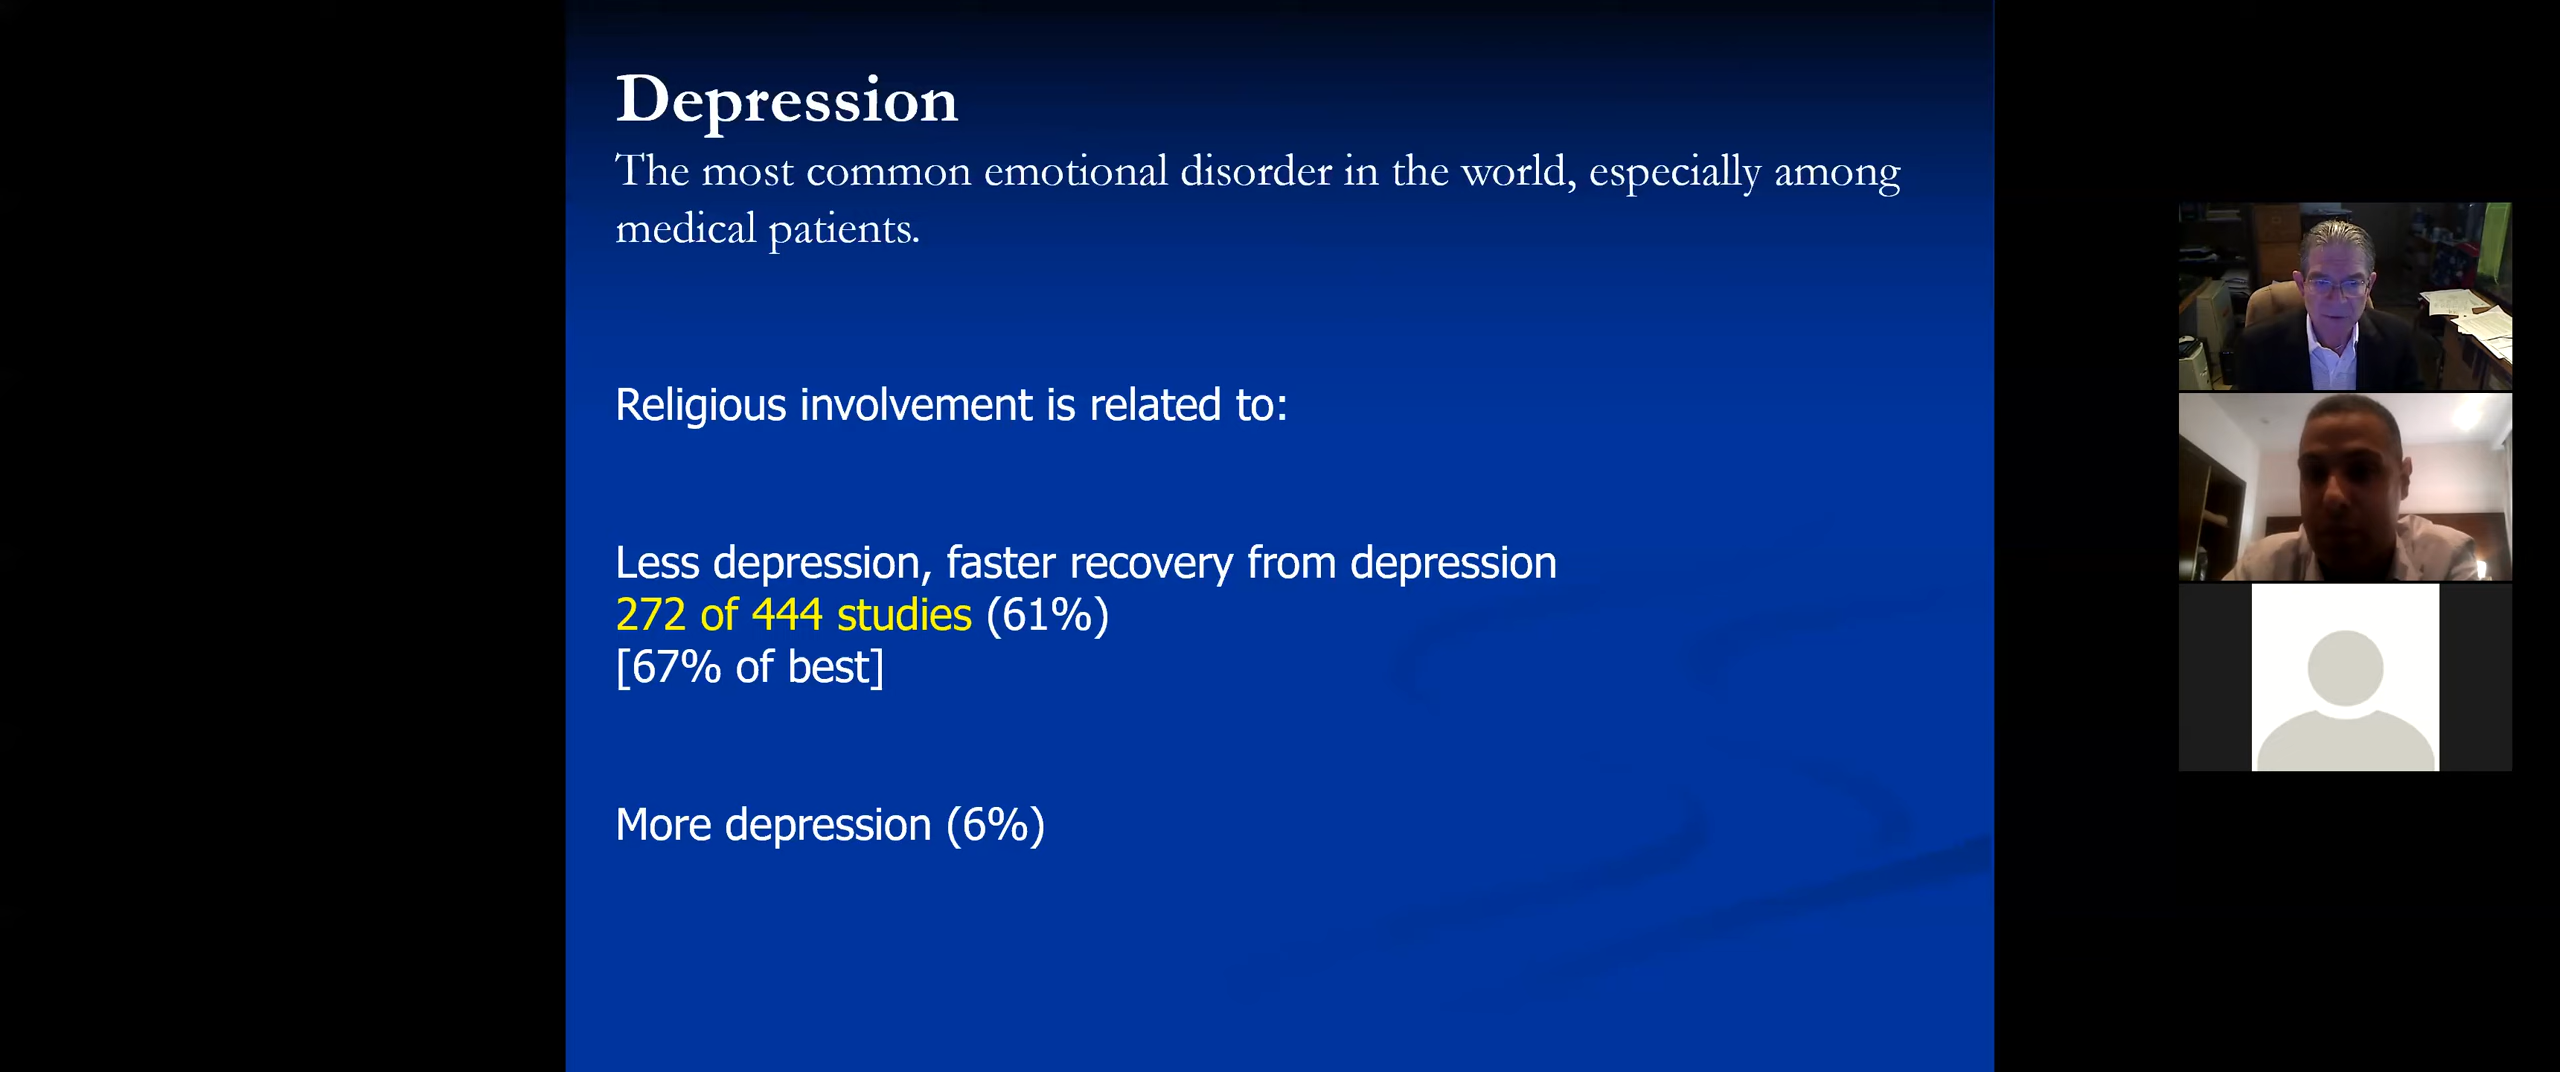 Depression
The most common emotional disorder in the world, especially among
medical patients.
Religious involvement is related to:
Less depression, faster recovery from depression
272 of 444 studies (61%)
[67% of best]
More depression (6%)